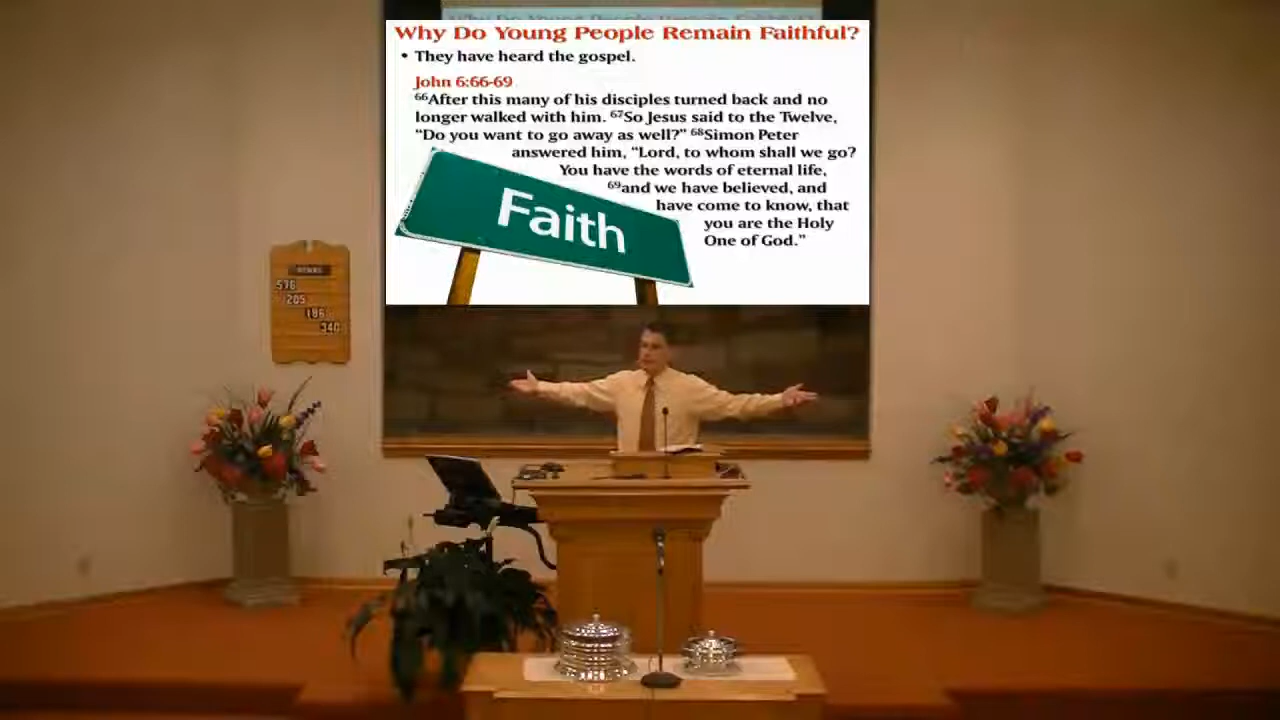 Why Do Young People Remain Faithful?
• They have heard the gospel.
John 6:66-69
66After this many of his disciples turned back and no
longer walked with him. 67So Jesus said to the Twelve,
“Do you want to go away as well?” 68Simon Peter
answered him, “Lord, to whom shall we go?
You have the words of eternal life,
69and we have believed, and
have come to know, that
you are the Holy
One of God.”
Faith
HYMNS
576
205
186
340